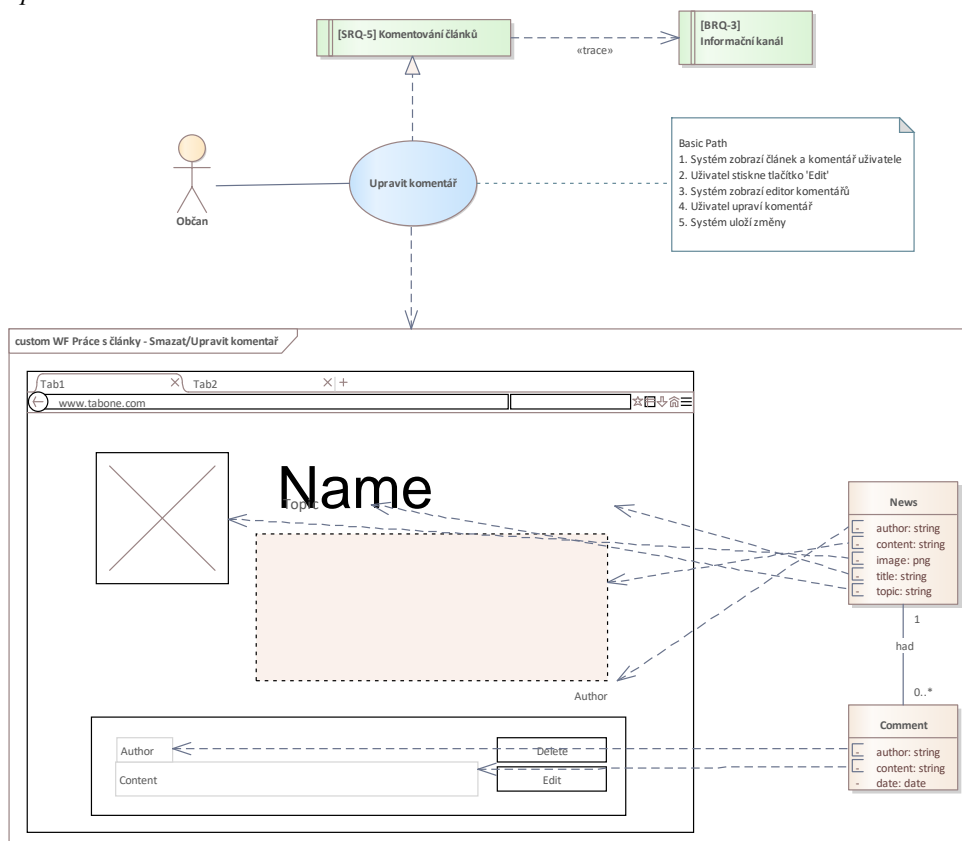 [SRQ-5] Komentování článků
[BRQ-3]
Informační kanál
«trace»
Basic Path
1. Systém zobrazí článek a komentář uživatele
2. Uživatel stiskne tlačítko 'Edit'
3. Systém zobrazí editor komentářů
4. Uživatel upraví komentář
5. Systém uloží změny
Upravit komentář
Občan
custom WF Práce s články - Smazat/Upravit komentař
Tab1
Tab2
www.tabone.com
Name
Topic
News
- author: string
- content: string
- image: png
- title: string
- topic: string
1
had
0..*
Author
Comment
- author: string
- content: string
- date: date
Author
Delete
Content
Edit